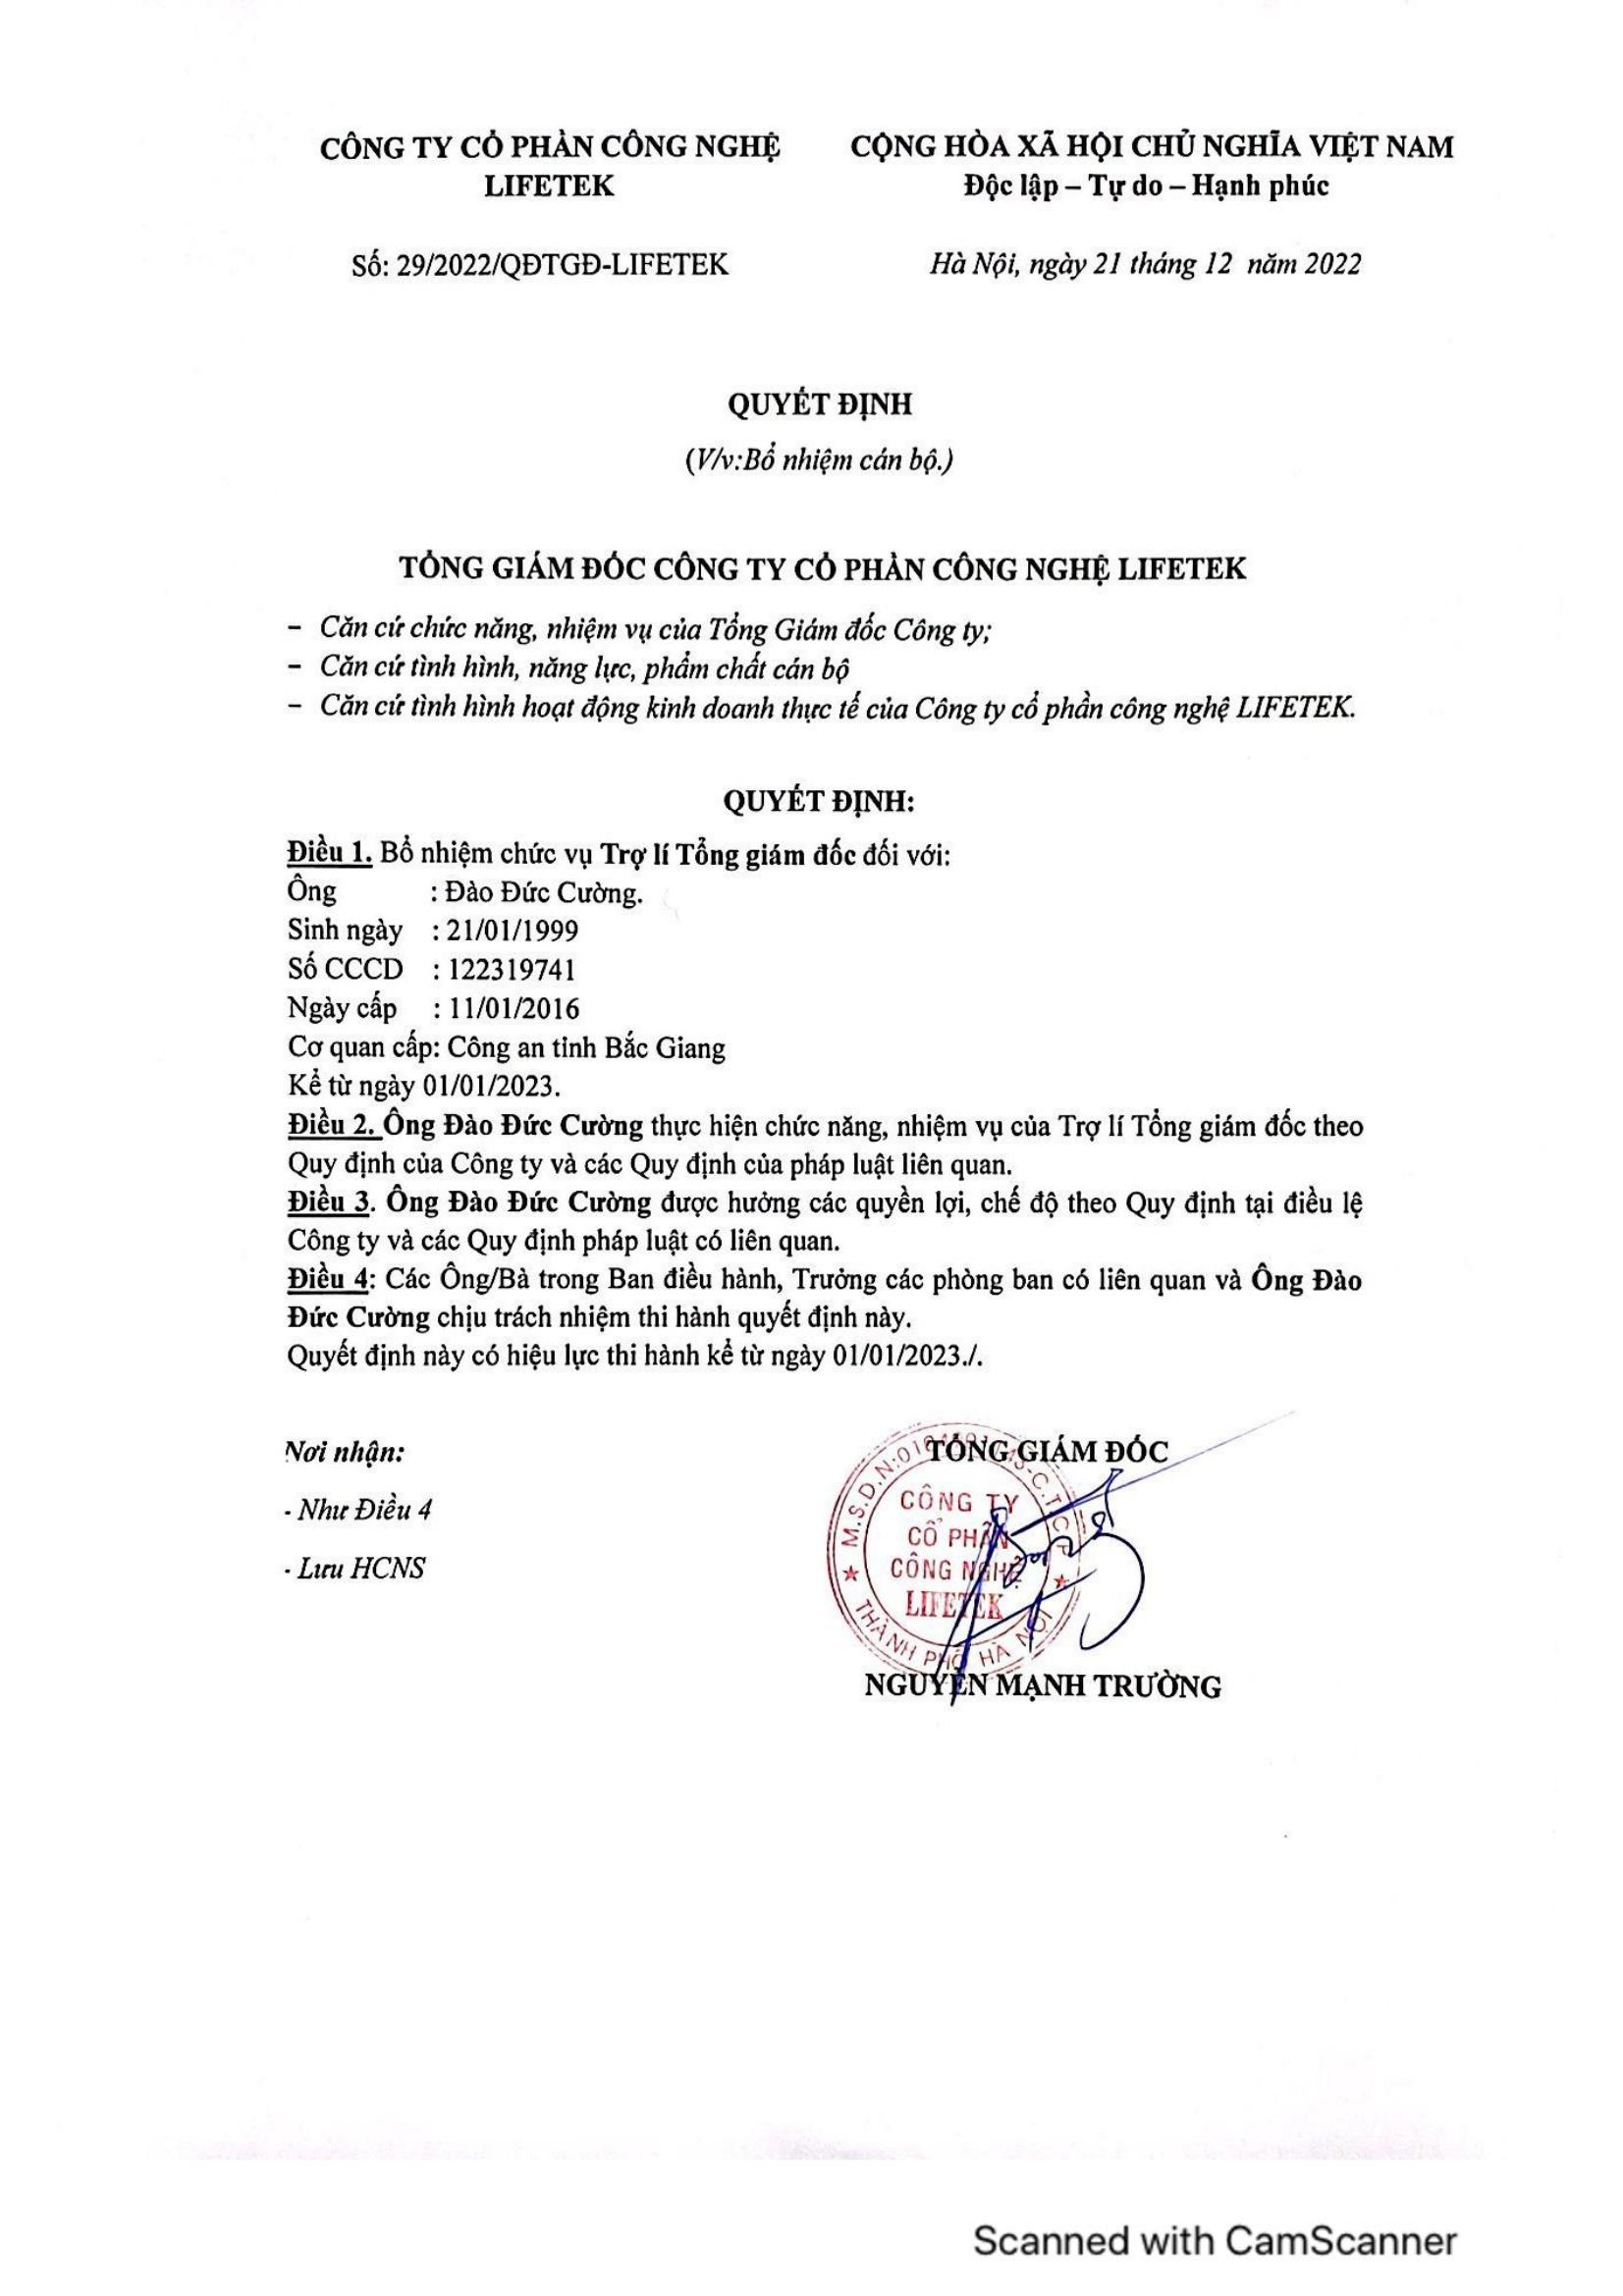 CÔNG TY CỔ PHẦN CÔNG NGHỆ
LIFETEK
CỘNG HÒA XÃ HỘI CHỦ NGHĨA VIỆT NAM
Độc lập – Tự do – Hạnh phúc
Số: 29/2022/QĐTGĐ-LIFETEK
Hà Nội, ngày 21 tháng 12 năm 2022
QUYẾT ĐỊNH
(V/v:Bổ nhiệm cán bộ.)
TỔNG GIÁM ĐỐC CÔNG TY CỔ PHẦN CÔNG NGHỆ LIFETEK
– Căn cứ chức năng, nhiệm vụ của Tổng Giám đốc Công ty;
– Căn cứ tình hình, năng lực, phẩm chất cán bộ
– Căn cứ tình hình hoạt động kinh doanh thực tế của Công ty cổ phần công nghệ LIFETEK.
QUYẾT ĐỊNH:
Điều 1. Bổ nhiệm chức vụ Trợ lí Tổng giám đốc đối với:
Ông : Đào Đức Cường.
Sinh ngày : 21/01/1999
Số CCCD : 122319741
Ngày cấp : 11/01/2016
Cơ quan cấp: Công an tỉnh Bắc Giang
Kể từ ngày 01/01/2023.
Điều 2. Ông Đào Đức Cường thực hiện chức năng, nhiệm vụ của Trợ lí Tổng giám đốc theo
Quy định của Công ty và các Quy định của pháp luật liên quan.
Điều 3. Ông Đào Đức Cường được hưởng các quyền lợi, chế độ theo Quy định tại điều lệ
Công ty và các Quy định pháp luật có liên quan.
Điều 4: Các Ông/Bà trong Ban điều hành, Trưởng các phòng ban có liên quan và Ông Đào
Đức Cường chịu trách nhiệm thi hành quyết định này.
Quyết định này có hiệu lực thi hành kể từ ngày 01/01/2023./.
Nơi nhận:
- Như Điều 4
- Lưu HCNS
TỔNG GIÁM ĐỐC
CÔNG TY
CỔ PHẦN
CÔNG NGHỆ
LIFETEK
THÀNH PHỐ HÀ NỘI
NGUYỄN MẠNH TRƯỜNG
Scanned with CamScanner